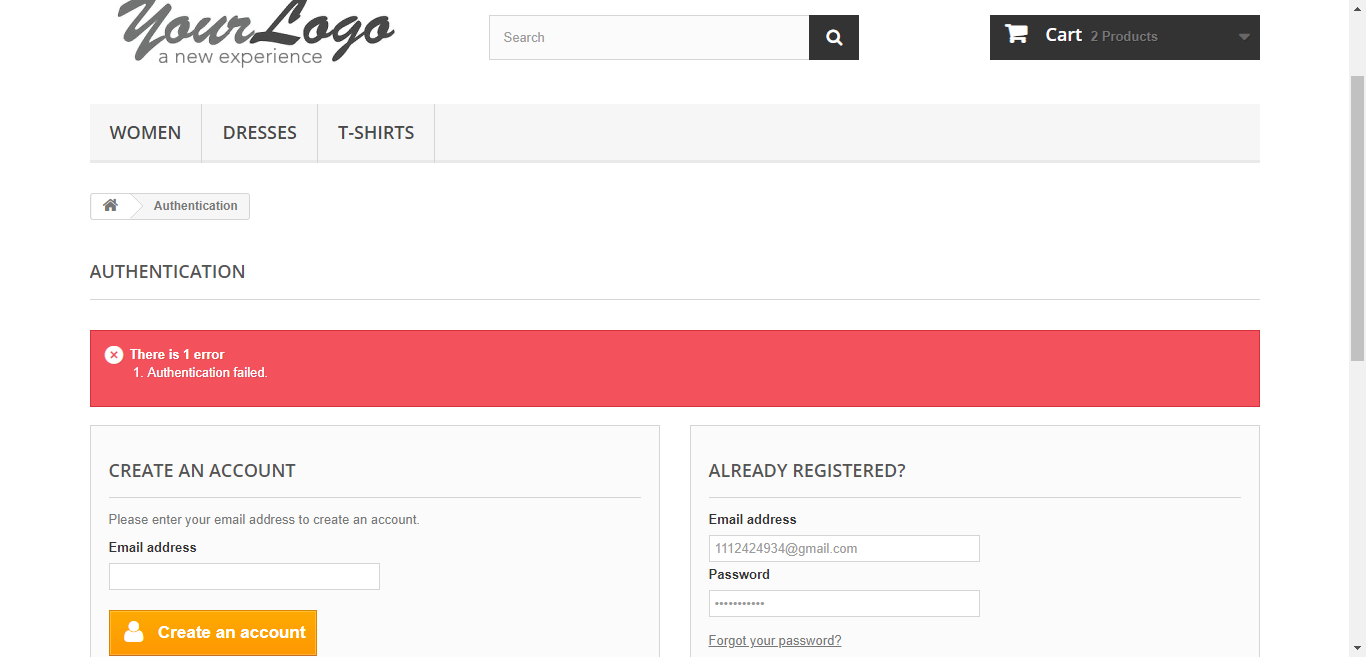 YourLogo
a new experience
Search
Cart 2 Products
WOMEN DRESSES T-SHIRTS
Authentication
AUTHENTICATION
There is 1 error
1. Authentication failed.
CREATE AN ACCOUNT
Please enter your email address to create an account.
Email address
Create an account
ALREADY REGISTERED?
Email address
1112424934@gmail.com
Password
•••••••••••
Forgot your password?